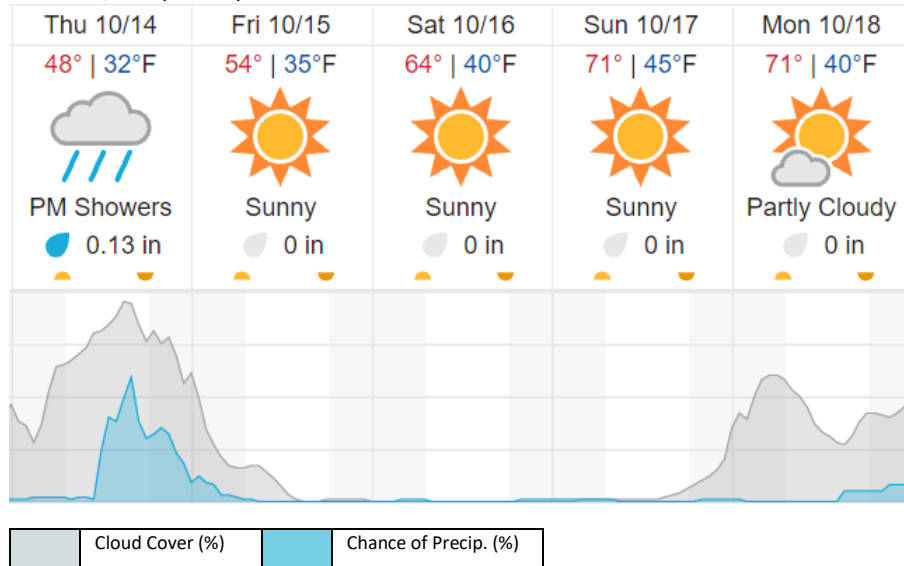 Thu 10/14 Fri 10/15 Sat 10/16 Sun 10/17 Mon 10/18
48° | 32°F 54° | 35°F 64° | 40°F 71° | 45°F 71° | 40°F
PM Showers Sunny Sunny Sunny Partly Cloudy
0.13 in 0 in 0 in 0 in 0 in
Cloud Cover (%) Chance of Precip. (%)